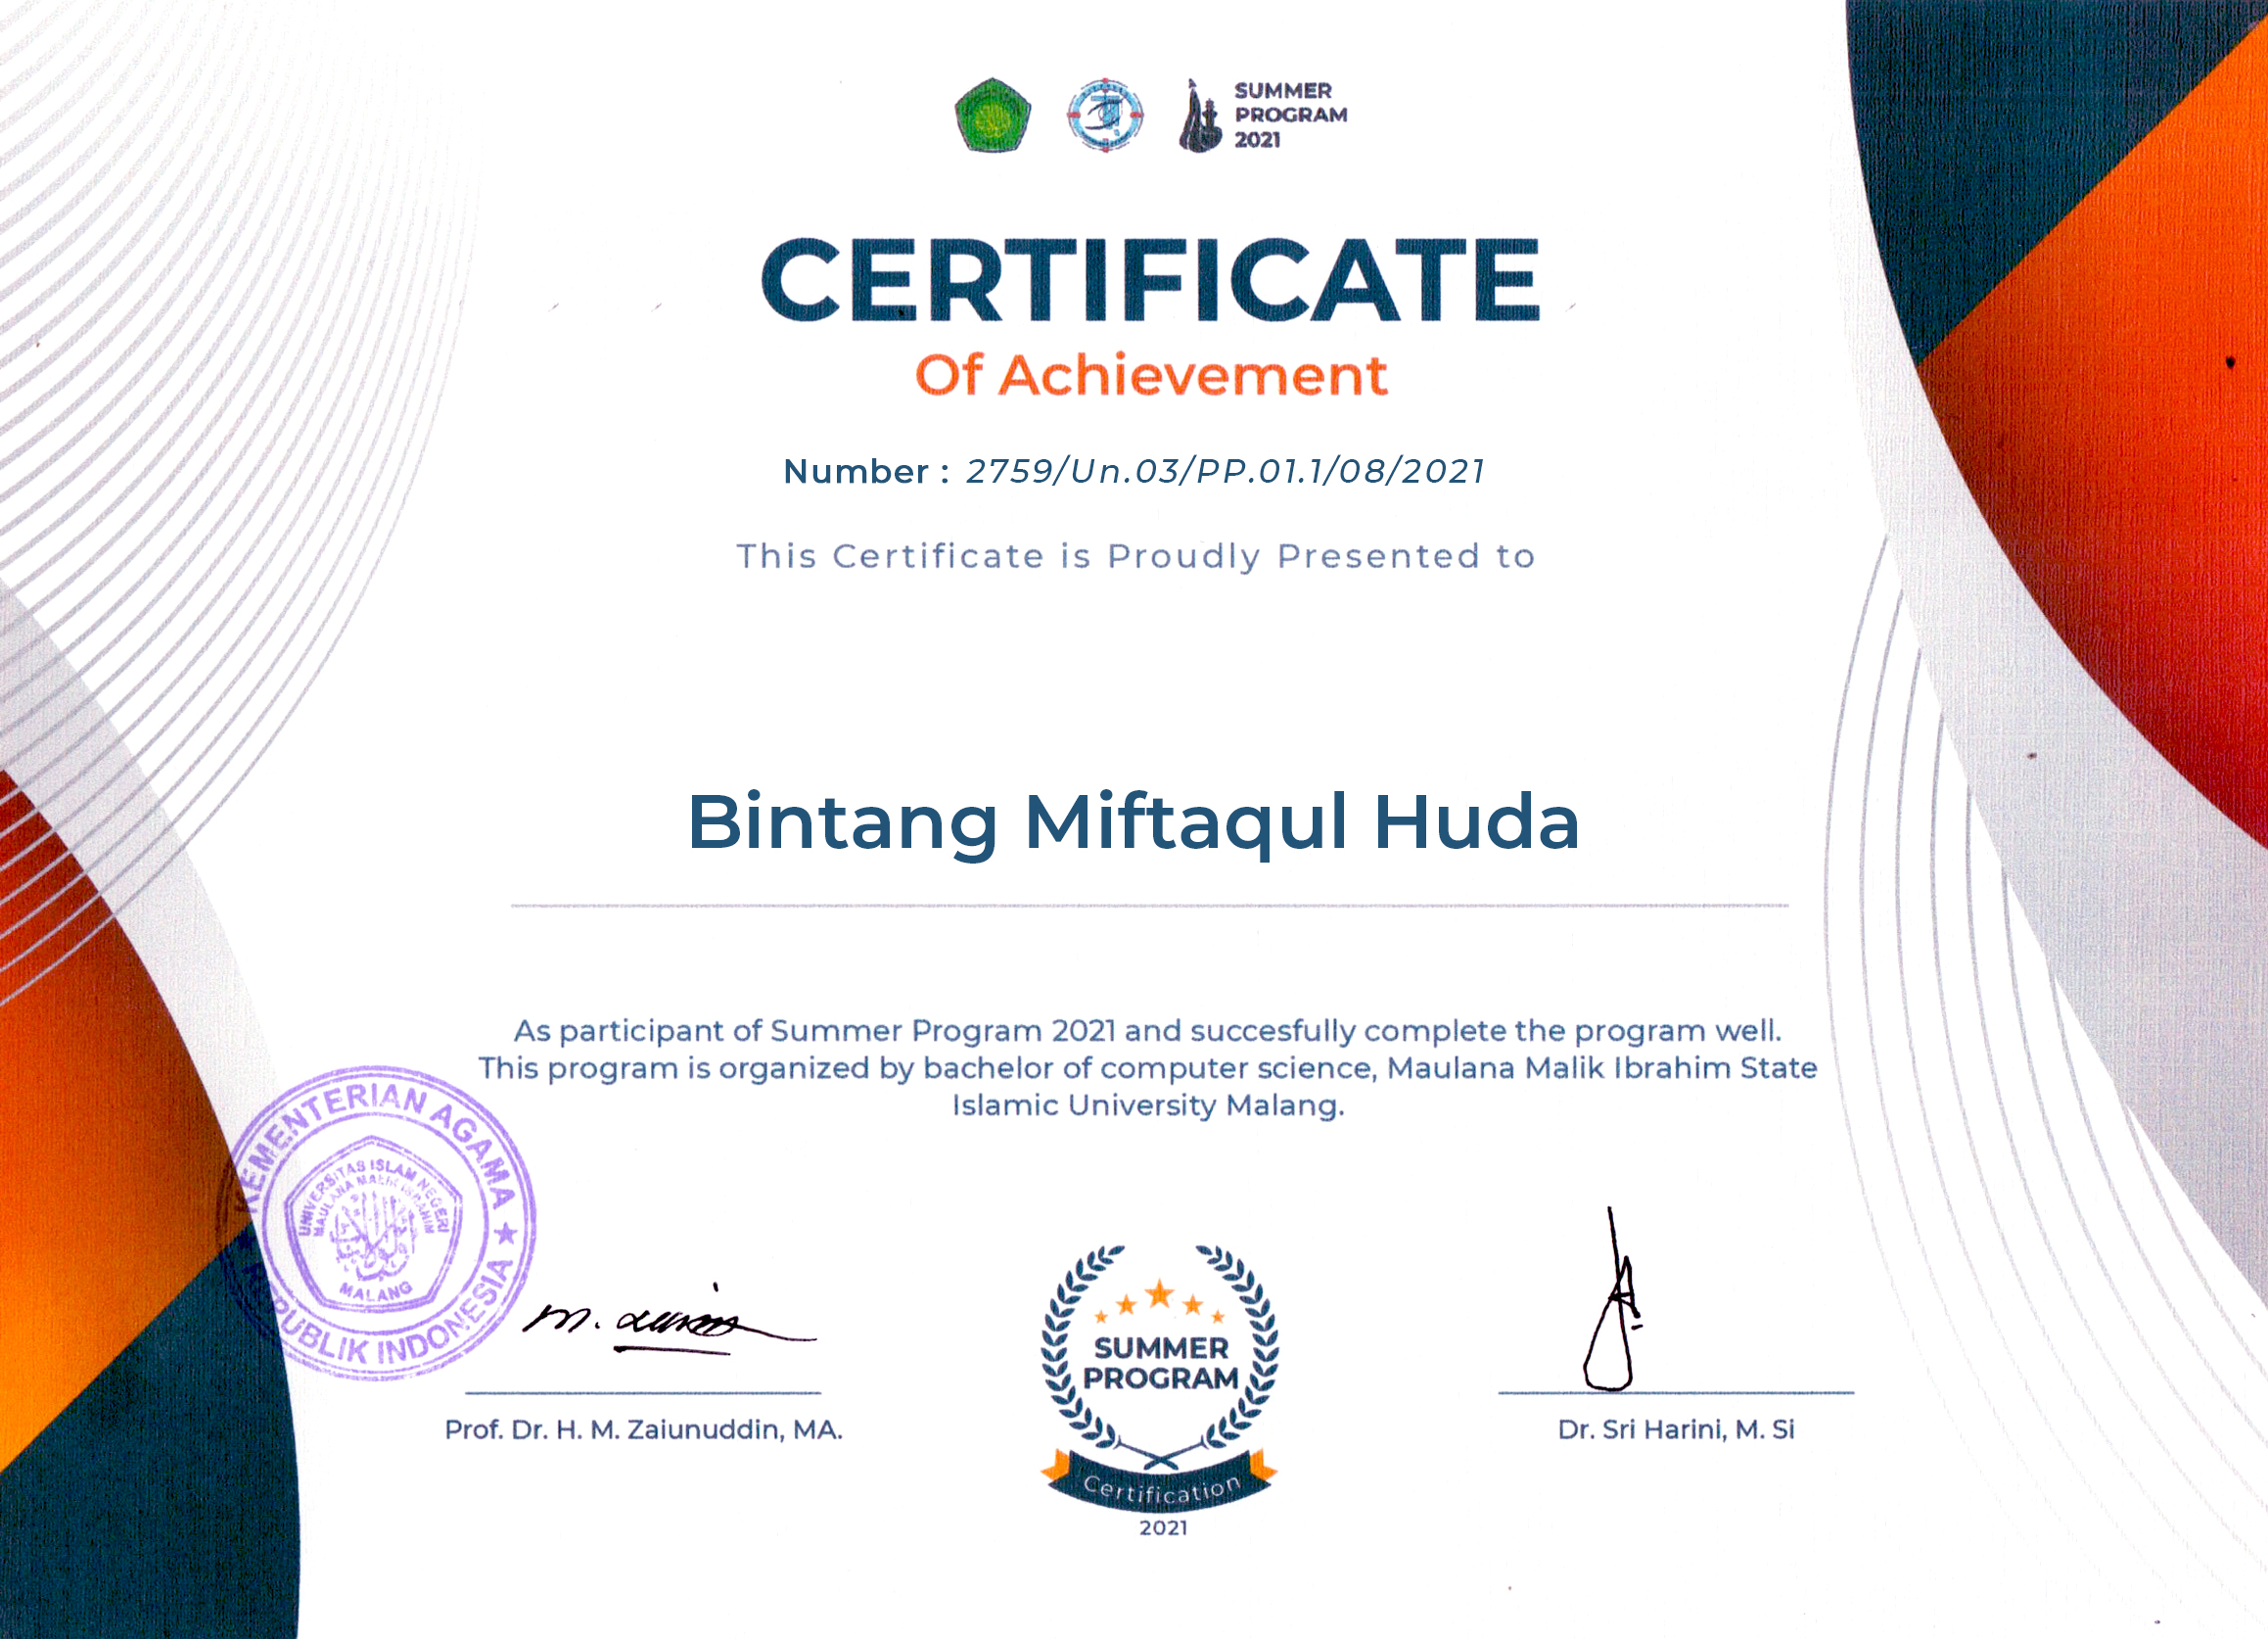 SUMMER
PROGRAM
2021
CERTIFICATE
Of Achievement
Number : 2759/Un.03/PP.01.1/08/2021
This Certificate is Proudly Presented to
Bintang Miftaqul Huda
As participant of Summer Program 2021 and succesfully complete the program well.
This program is organized by bachelor of computer science, Maulana Malik Ibrahim State
Islamic University Malang.
KEMENTERIAN AGAMA
UNIVERSITAS ISLAM NEGERI
MAULANA MALIK IBRAHIM
MALANG
REPUBLIK INDONESIA
SUMMER
PROGRAM
Certification
2021
Prof. Dr. H. M. Zaiunuddin, MA.
Dr. Sri Harini, M. Si